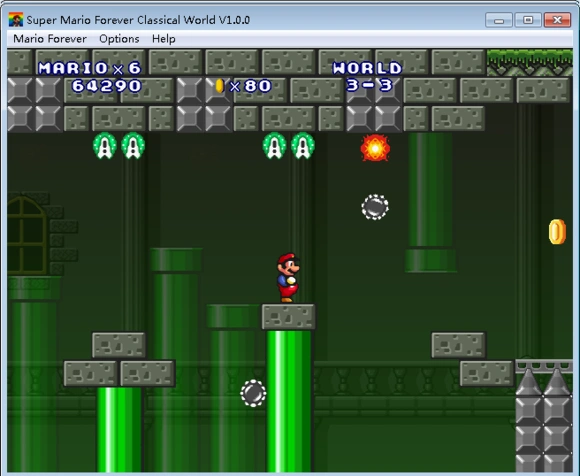 Super Mario Forever Classical World V1.0.0
Mario Forever Options Help
MARIO × 6 WORLD
64290 × 80 3-3